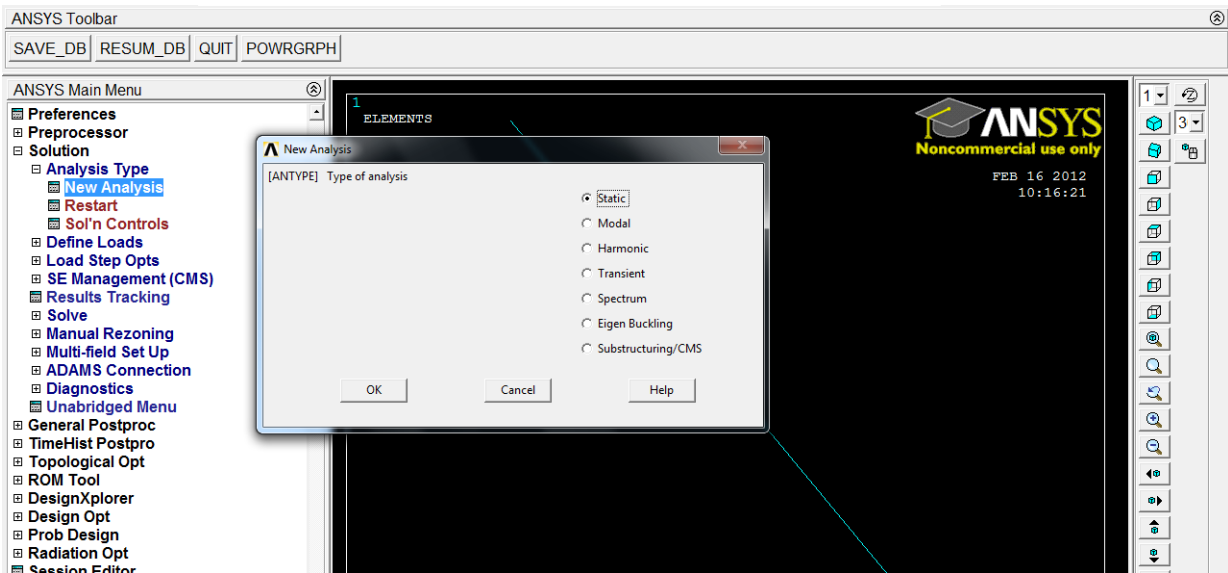 ANSYS Toolbar
SAVE_DB RESUM_DB QUIT POWRGRPH
ANSYS Main Menu
Preferences
Preprocessor
Solution
Analysis Type
New Analysis
Restart
Sol'n Controls
Define Loads
Load Step Opts
SE Management (CMS)
Results Tracking
Solve
Manual Rezoning
Multi-field Set Up
ADAMS Connection
Diagnostics
Unabridged Menu
General Postproc
TimeHist Postpro
Topological Opt
ROM Tool
DesignXplorer
Design Opt
Prob Design
Radiation Opt
Session Editor
1
ELEMENTS
ANSYS
Noncommercial use only
FEB 16 2012
10:16:21
New Analysis
[ANTYPE] Type of analysis
Static
Modal
Harmonic
Transient
Spectrum
Eigen Buckling
Substructuring/CMS
OK Cancel Help
1
3